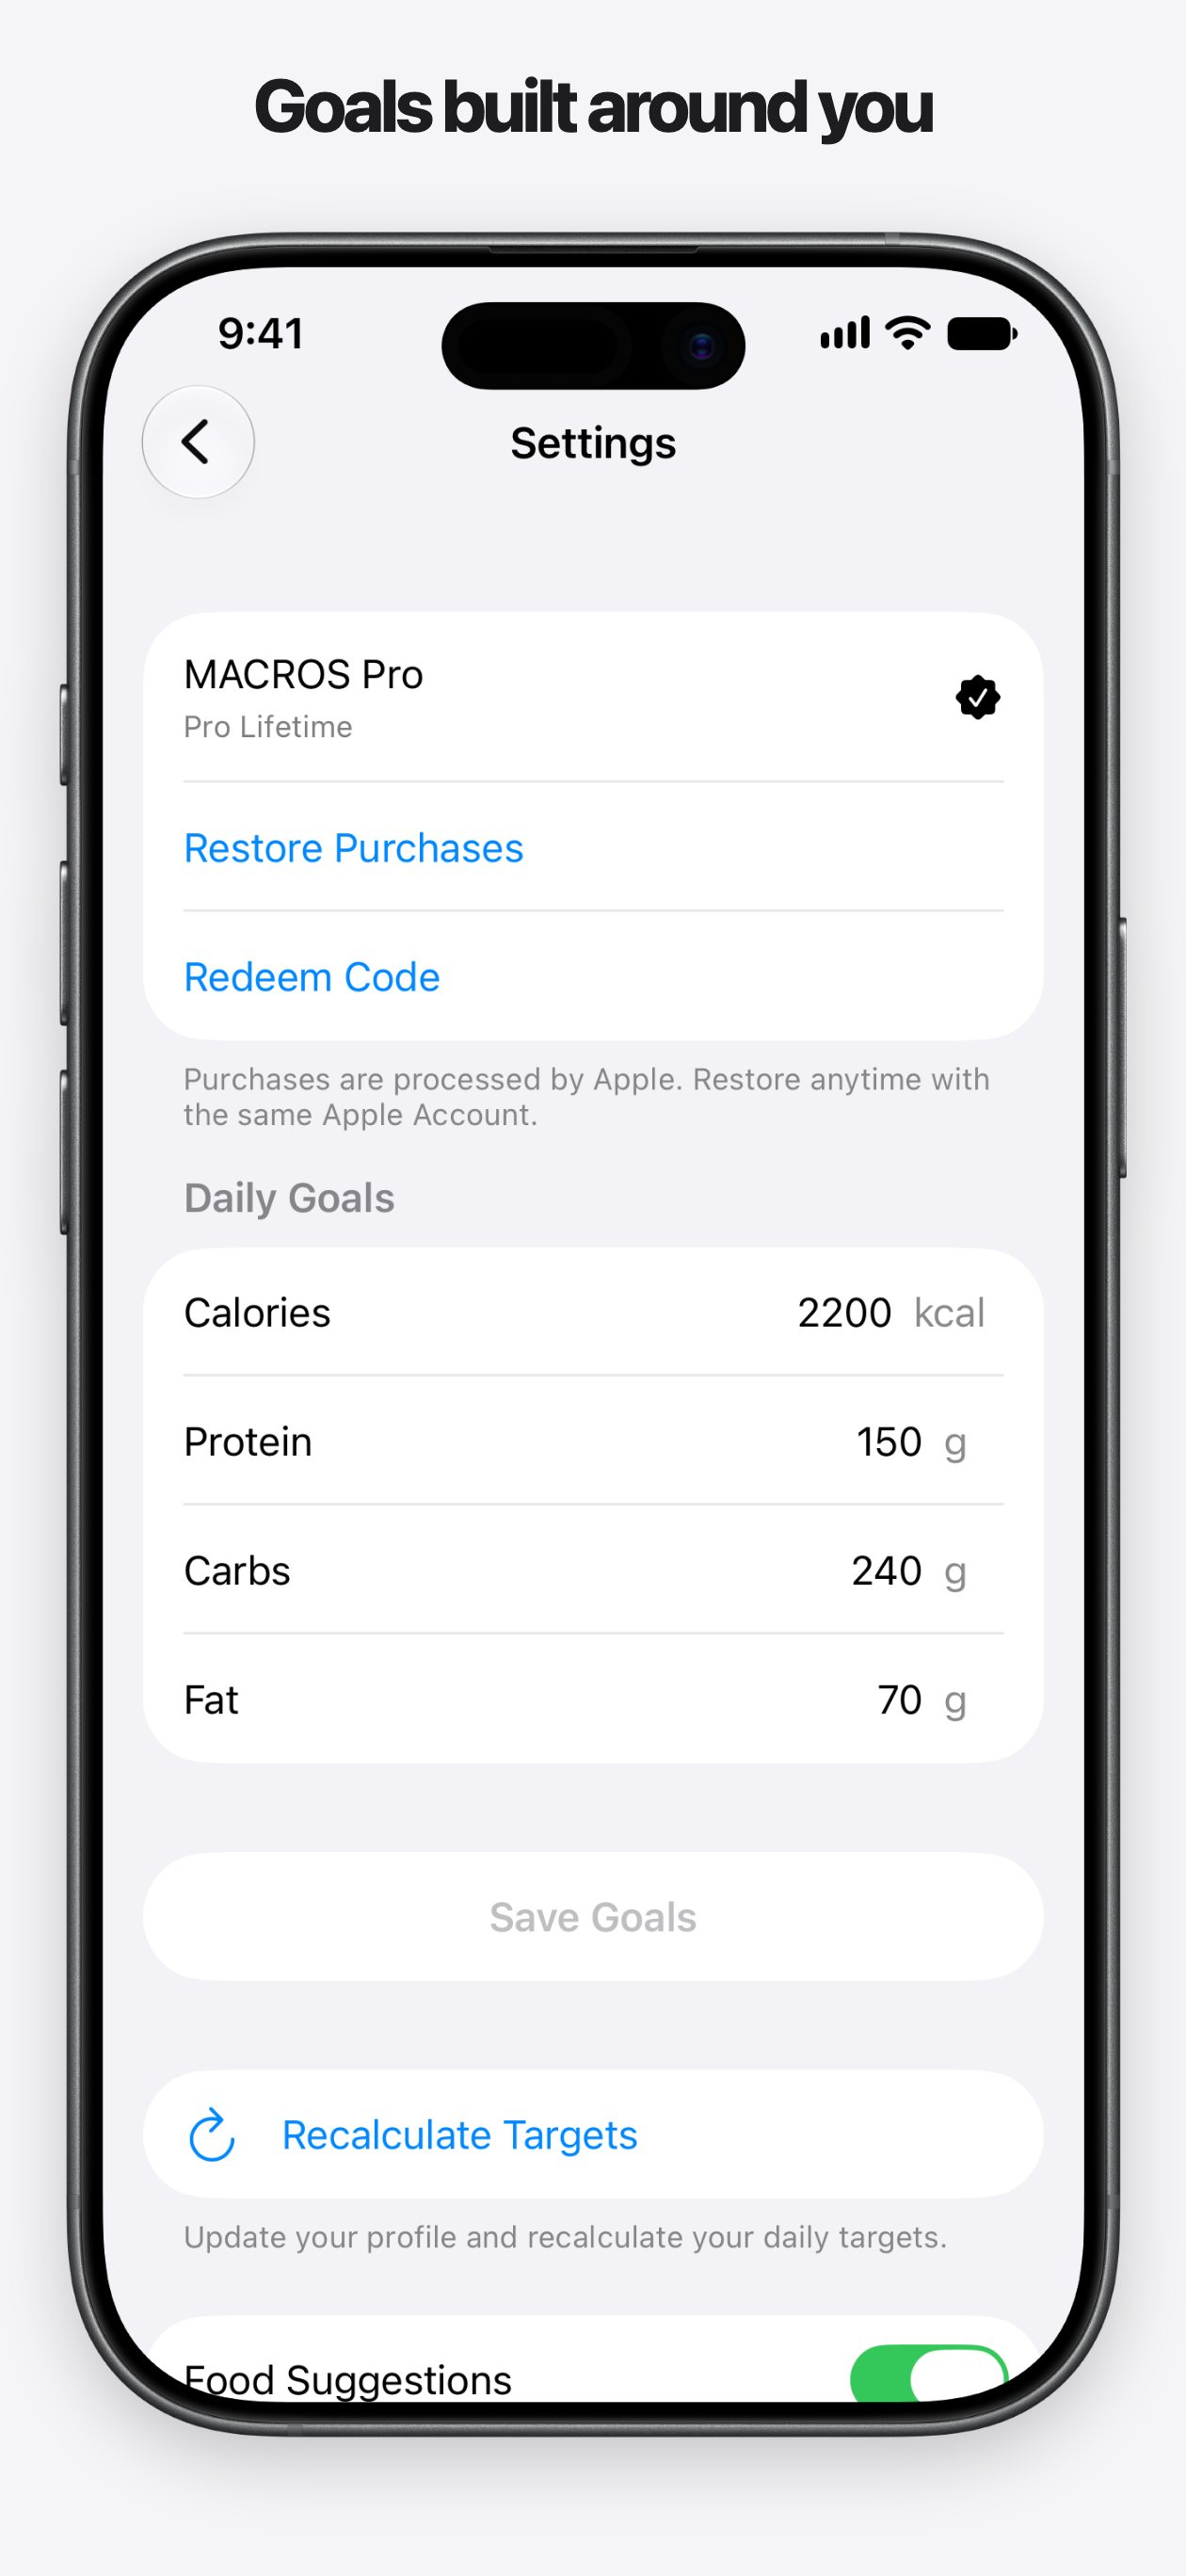 Goals built around you
9:41
Settings
MACROS Pro
Pro Lifetime
Restore Purchases
Redeem Code
Purchases are processed by Apple. Restore anytime with
the same Apple Account.
Daily Goals
Calories 2200 kcal
Protein 150 g
Carbs 240 g
Fat 70 g
Save Goals
Recalculate Targets
Update your profile and recalculate your daily targets.
Food Suggestions